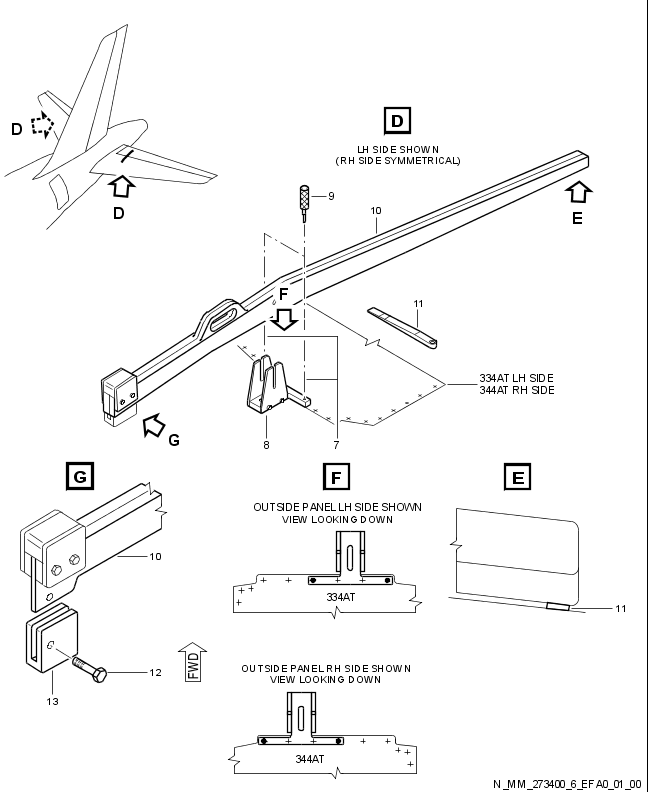 D
D
D
LH SIDE SHOWN
(RH SIDE SYMMETRICAL)
9
10
E
F
11
334AT LH SIDE
344AT RH SIDE
G
8
7
G
F
E
OUTSIDE PANEL LH SIDE SHOWN
VIEW LOOKING DOWN
10
334AT
11
12
13
FWD
OUTSIDE PANEL RH SIDE SHOWN
VIEW LOOKING DOWN
344AT
N_MM_273400_6_EFA0_01_00